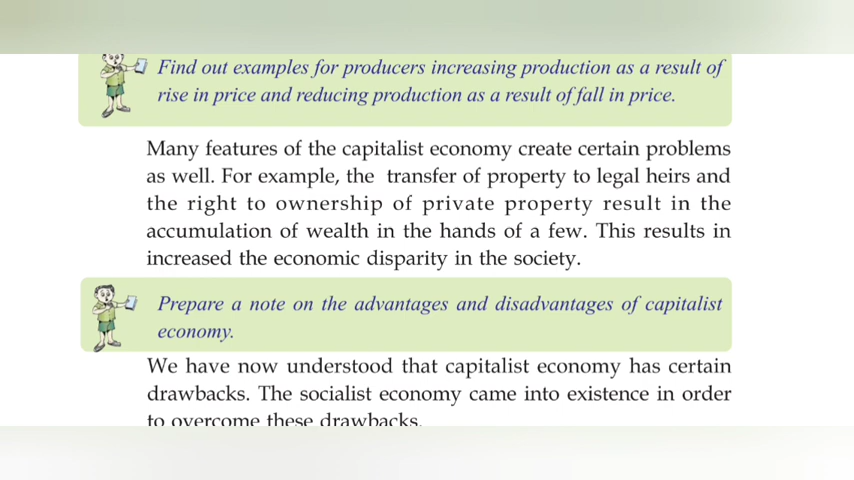 Find out examples for producers increasing production as a result of
rise in price and reducing production as a result of fall in price.
Many features of the capitalist economy create certain problems
as well. For example, the transfer of property to legal heirs and
the right to ownership of private property result in the
accumulation of wealth in the hands of a few. This results in
increased the economic disparity in the society.
Prepare a note on the advantages and disadvantages of capitalist
economy.
We have now understood that capitalist economy has certain
drawbacks. The socialist economy came into existence in order
to overcome these drawbacks.